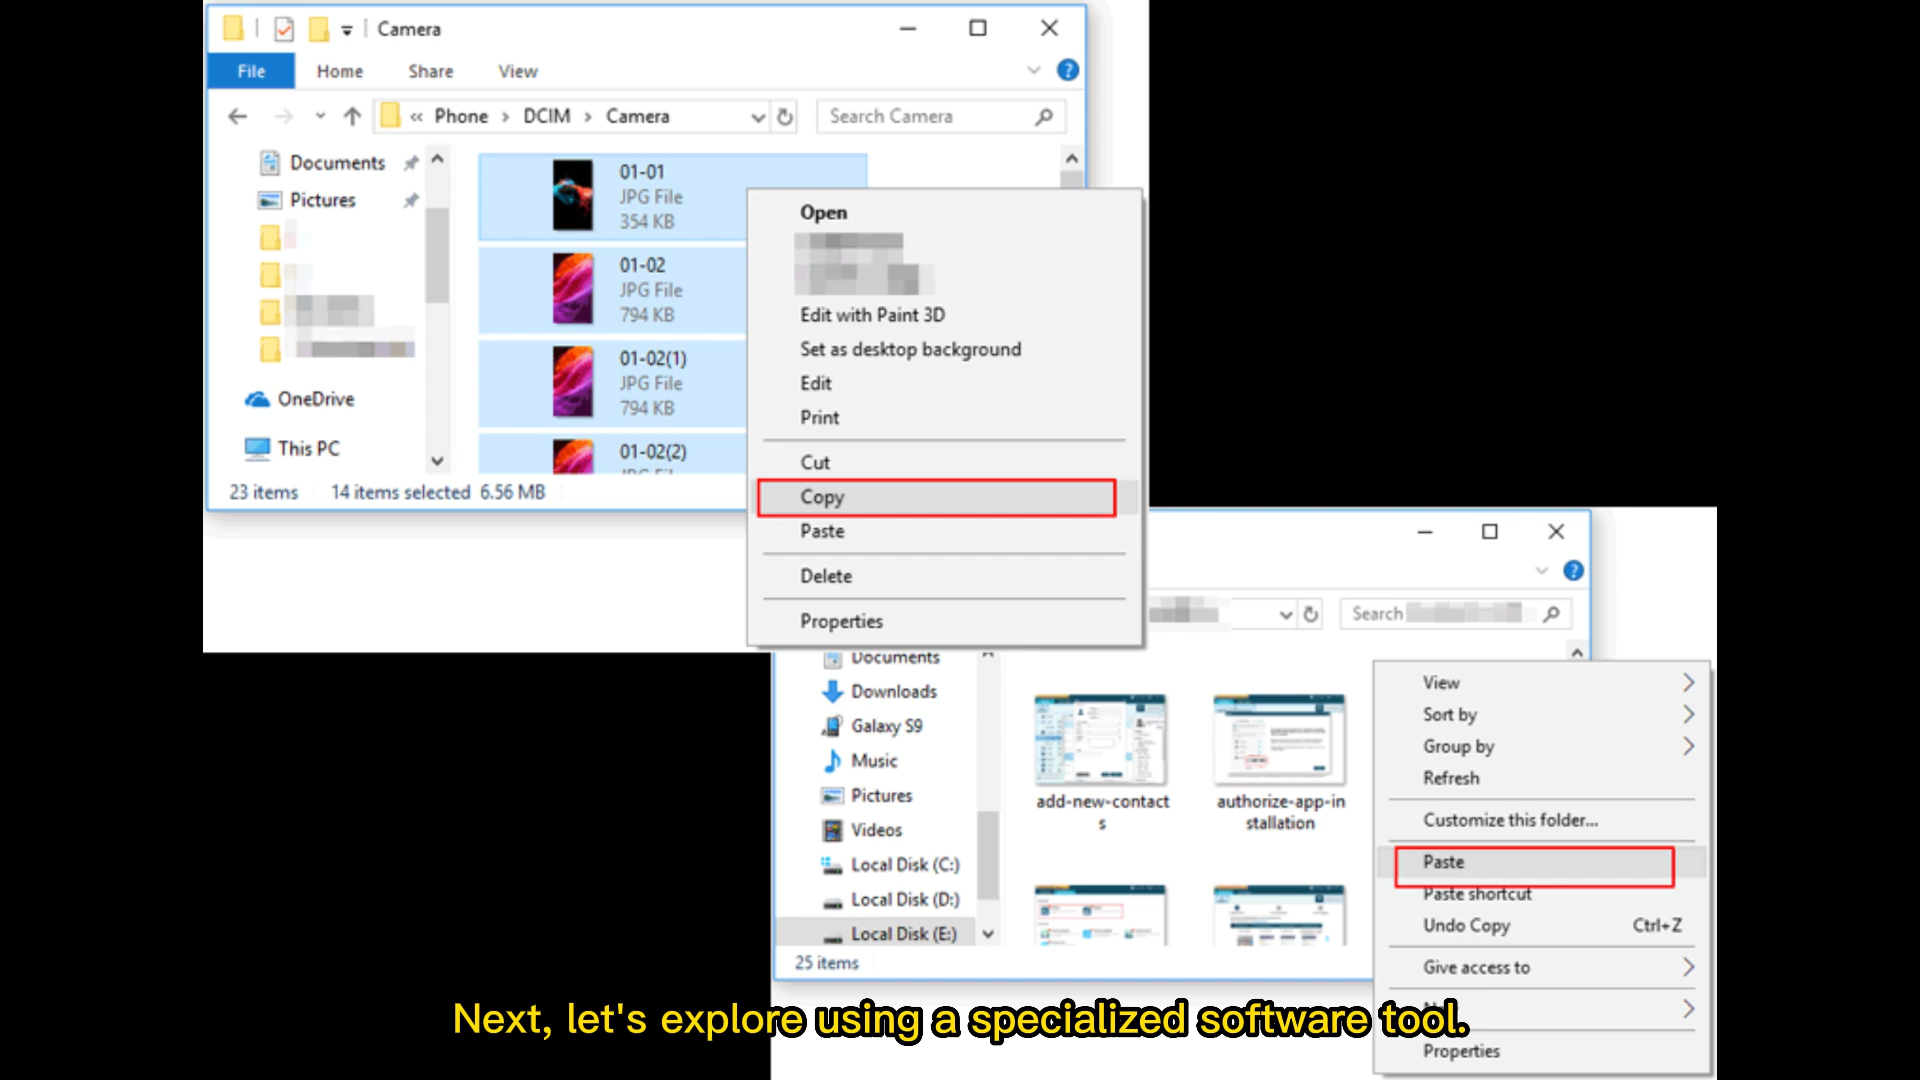 Camera
File Home Share View
« Phone > DCIM > Camera
Search Camera
Documents
Pictures
OneDrive
This PC
01-01
JPG File
354 KB
01-02
JPG File
794 KB
01-02(1)
JPG File
794 KB
01-02(2)
23 items 14 items selected 6.56 MB
Open
Edit with Paint 3D
Set as desktop background
Edit
Print
Cut
Copy
Paste
Delete
Properties
Search
Documents
Downloads
Galaxy S9
Music
Pictures
Videos
Local Disk (C:)
Local Disk (D:)
Local Disk (E:)
25 items
add-new-contact
s
authorize-app-in
stallation
View
Sort by
Group by
Refresh
Customize this folder...
Paste
Paste shortcut
Undo Copy Ctrl+Z
Give access to
Properties
Next, let's explore using a specialized software tool.